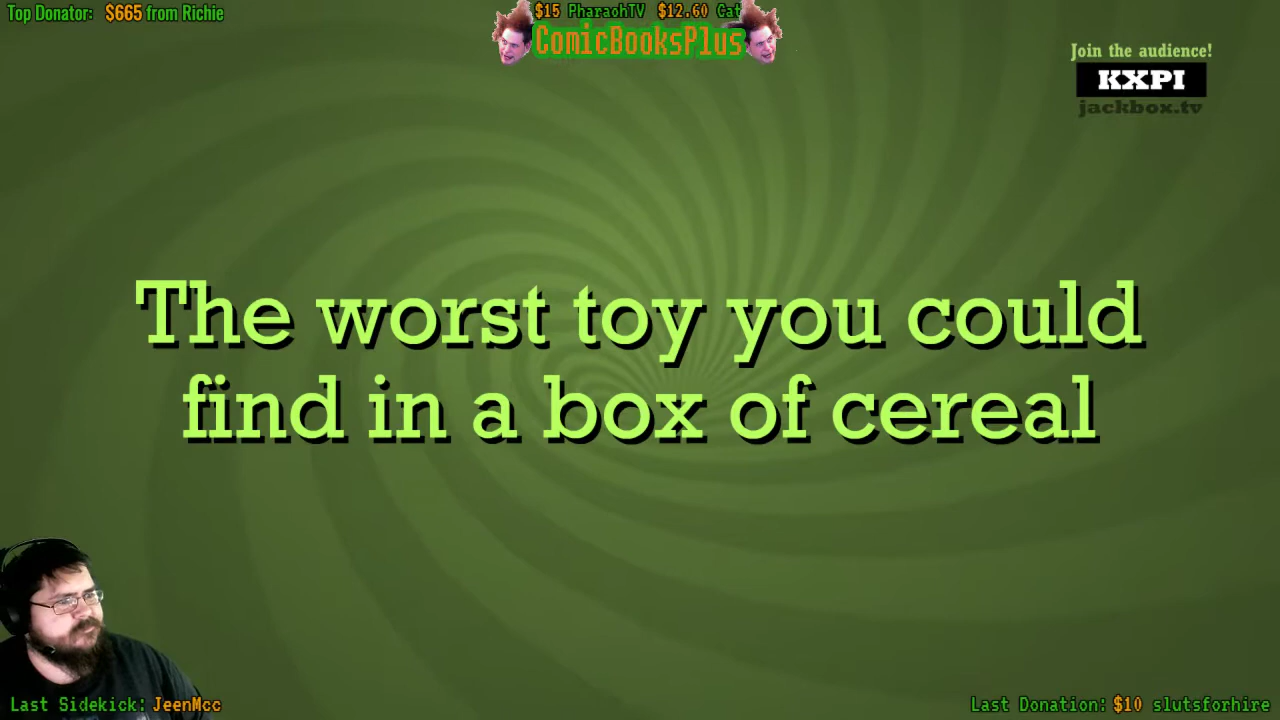 Top Donator: $665 from Richie
$15 PharaohTV $12.60 Cat
ComicBooksPlus
Join the audience!
KXPI
jackbox.tv
The worst toy you could
find in a box of cereal
Last Sidekick: JeenMcc
Last Donation: $10 slutsforhire